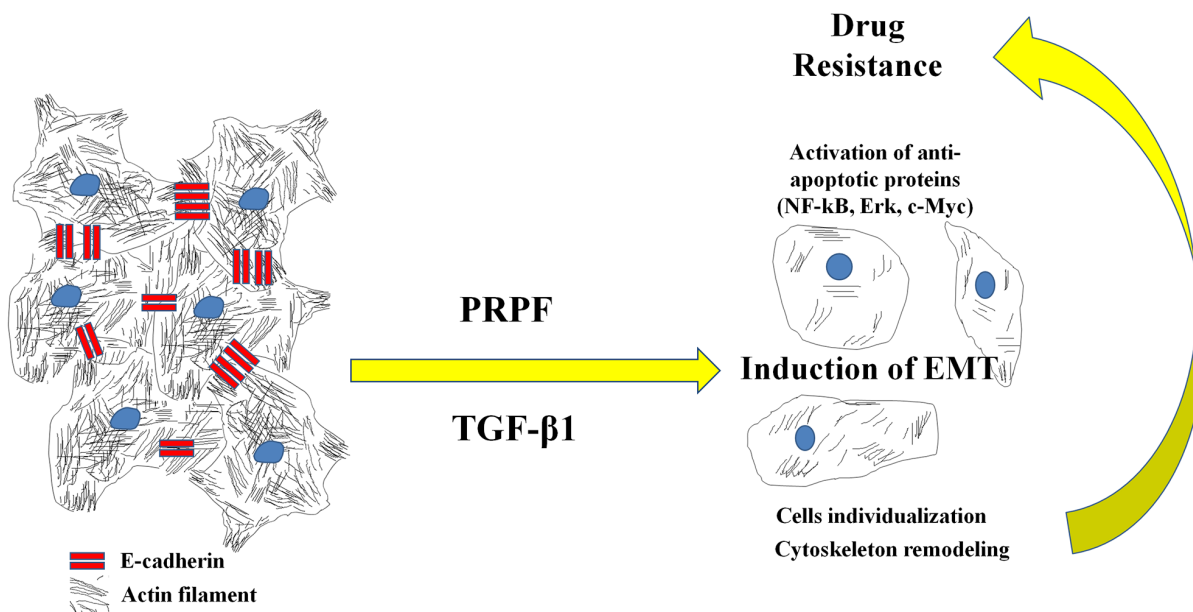 Drug
Resistance
Activation of anti-
apoptotic proteins
(NF-kB, Erk, c-Myc)
PRPF
Induction of EMT
TGF-β1
Cells individualization
Cytoskeleton remodeling
E-cadherin
Actin filament